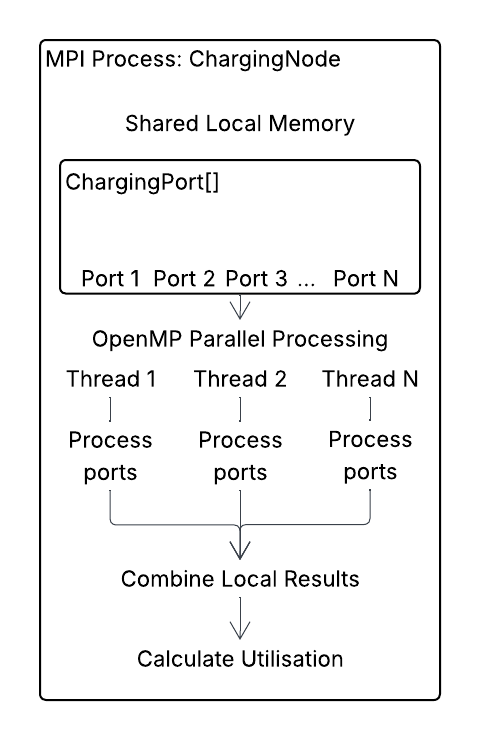 MPI Process: ChargingNode
Shared Local Memory
ChargingPort[]
Port 1 Port 2 Port 3 ... Port N
OpenMP Parallel Processing
Thread 1 Thread 2 Thread N
Process Process Process
ports ports ports
Combine Local Results
Calculate Utilisation